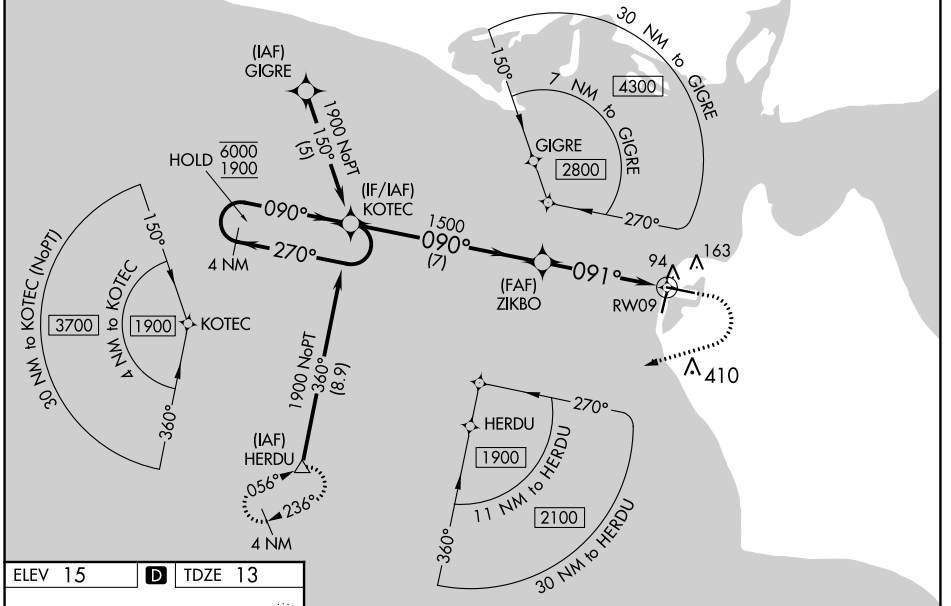 (IAF)
GIGRE
1900 NoPT
150°
(5)
HOLD 6000
1900
090°
270°
4 NM
(IF/IAF)
KOTEC
1500
090°
(7)
(FAF)
ZIKBO
091°
94
163
RW09
410
30 NM to GIGRE
4300
150°
7 NM to GIGRE
GIGRE
2800
270°
30 NM to KOTEC (NoPT)
3700
150°
4 NM to KOTEC
1900
KOTEC
360°
1900 NoPT
360°
(8.9)
(IAF)
HERDU
056°
236°
4 NM
270°
HERDU
1900
11 NM to HERDU
2100
360°
30 NM to HERDU
ELEV 15 D TDZE 13